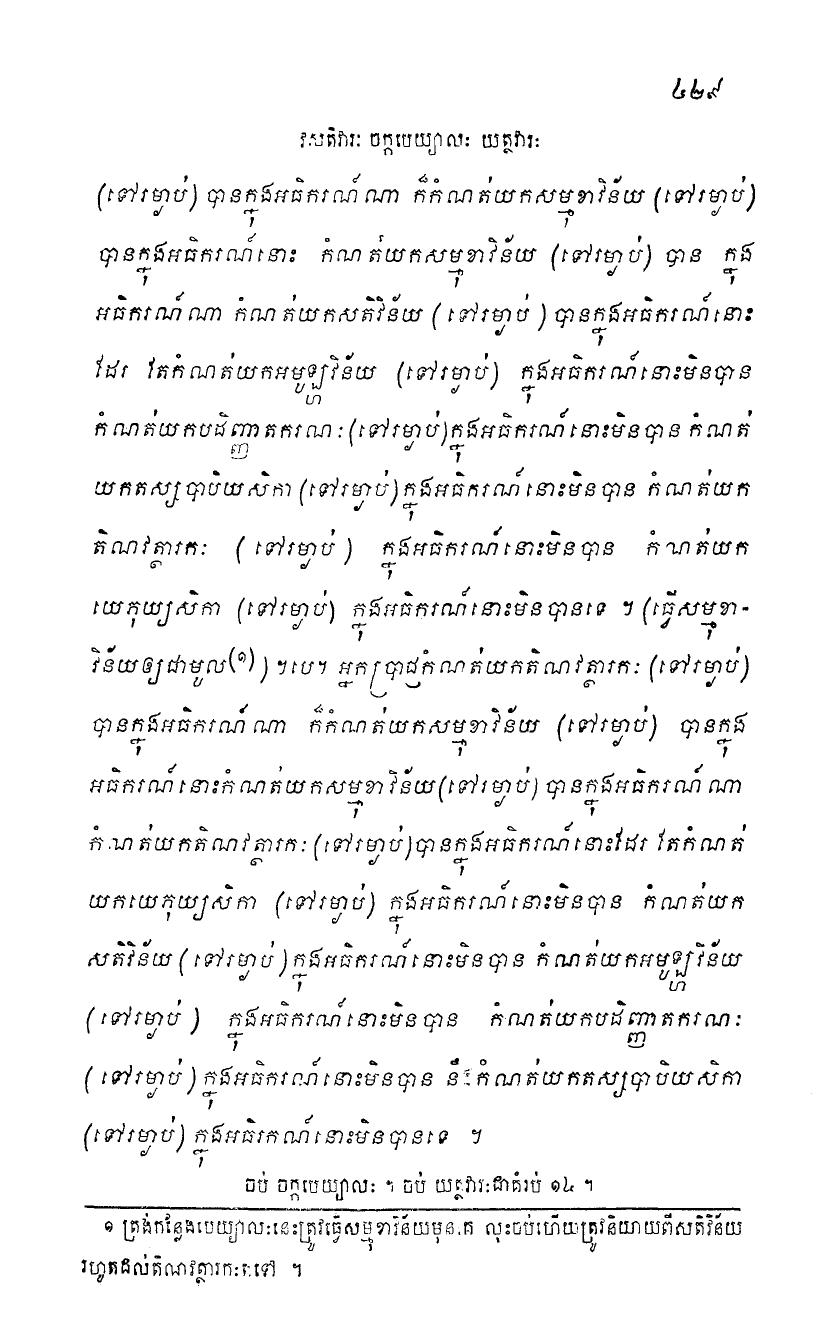 ៤២៩
វសតិវារៈ ចក្កបេយ្យាលៈ យត្ថវារៈ
(ទៅរម្ងាប់) បានក្នុងអធិករណ៍ណា ក៏កំណត់យកសម្មុខាវិន័យ (ទៅរម្ងាប់)
បានក្នុងអធិករណ៍នោះ កំណត់យកសម្មុខាវិន័យ (ទៅរម្ងាប់) បាន ក្នុង
អធិករណ៍ណា កំណត់យកសតិវិន័យ (ទៅរម្ងាប់) បានក្នុងអធិករណ៍នោះ
ដែរ តែកំណត់យកអមូឡ្ហវិន័យ (ទៅរម្ងាប់) ក្នុងអធិករណ៍នោះមិនបាន
កំណត់យកបដិញ្ញាតករណៈ (ទៅរម្ងាប់) ក្នុងអធិករណ៍នោះមិនបាន កំណត់
យកតស្សបាបិយសិកា (ទៅរម្ងាប់) ក្នុងអធិករណ៍នោះមិនបាន កំណត់យក
តិណវត្ថារកៈ (ទៅរម្ងាប់) ក្នុងអធិករណ៍នោះមិនបាន កំណត់យក
យេភុយ្យសិកា (ទៅរម្ងាប់) ក្នុងអធិករណ៍នោះមិនបានទេ ។ (ធ្វើសម្មុខា-
វិន័យឲ្យជាមូល(១) ) ។បេ។ អ្នកប្រាជ្ញកំណត់យកតិណវត្ថារកៈ (ទៅរម្ងាប់)
បានក្នុងអធិករណ៍ណា ក៏កំណត់យកសម្មុខាវិន័យ (ទៅរម្ងាប់) បានក្នុង
អធិករណ៍នោះកំណត់យកសម្មុខាវិន័យ (ទៅរម្ងាប់) បានក្នុងអធិករណ៍ណា
កំណត់យកតិណវត្ថារកៈ (ទៅរម្ងាប់) បានក្នុងអធិករណ៍នោះដែរ តែកំណត់
យកយេភុយ្យសិកា (ទៅរម្ងាប់) ក្នុងអធិករណ៍នោះមិនបាន កំណត់យក
សតិវិន័យ (ទៅរម្ងាប់) ក្នុងអធិករណ៍នោះមិនបាន កំណត់យកអមូឡ្ហវិន័យ
(ទៅរម្ងាប់) ក្នុងអធិករណ៍នោះមិនបាន កំណត់យកបដិញ្ញាតករណៈ
(ទៅរម្ងាប់) ក្នុងអធិករណ៍នោះមិនបាន នឹងកំណត់យកតស្សបាបិយសិកា
(ទៅរម្ងាប់) ក្នុងអធិរកណ៍នោះមិនបានទេ ។
ចប់ ចក្កបេយ្យាលៈ ។ ចប់ យត្ថវារៈជាគំរប់ ១៤ ។
១ ត្រង់កន្លែងបេយ្យាលៈនេះត្រូវធ្វើសម្មុខាវិន័យមុន.គ លុះចប់ហើយត្រូវនិយាយពីសតិវិន័យ
រហូតដល់តិណវត្ថារកៈទៅ ។